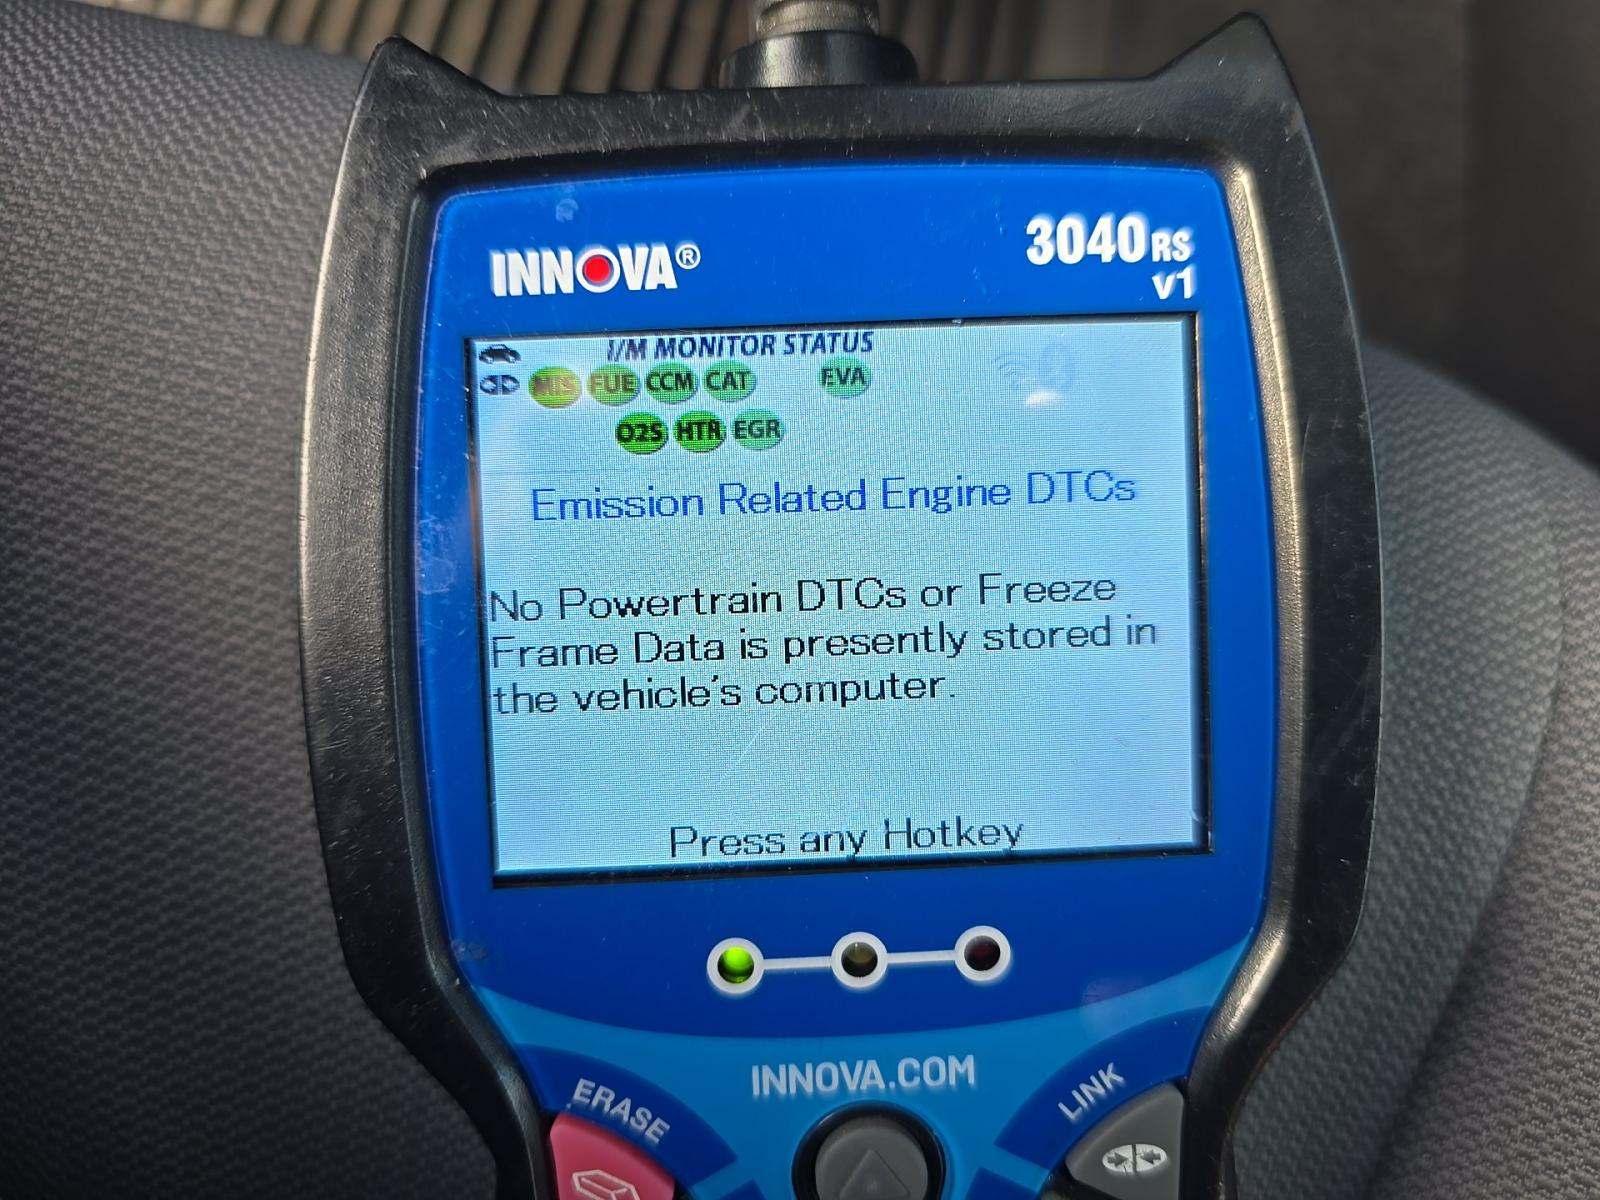 INNOVA®
3040RS
v1
I/M MONITOR STATUS
MIS FUE CCM CAT EVA
O2S HTR EGR
Emission Related Engine DTCs
No Powertrain DTCs or Freeze
Frame Data is presently stored in
the vehicle's computer.
Press any Hotkey
INNOVA.COM
ERASE
LINK